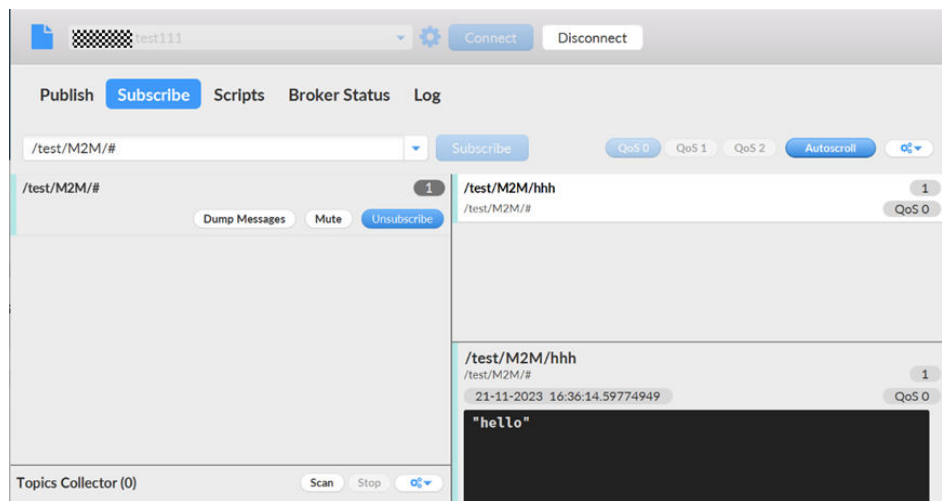 test111 Connect Disconnect
Publish Subscribe Scripts Broker Status Log
/test/M2M/# Subscribe QoS 0 QoS 1 QoS 2 Autoscroll
/test/M2M/# 1
Dump Messages Mute Unsubscribe
/test/M2M/hhh 1
/test/M2M/# QoS 0
/test/M2M/hhh
/test/M2M/# 1
21-11-2023 16:36:14.59774949 QoS 0
"hello"
Topics Collector (0) Scan Stop